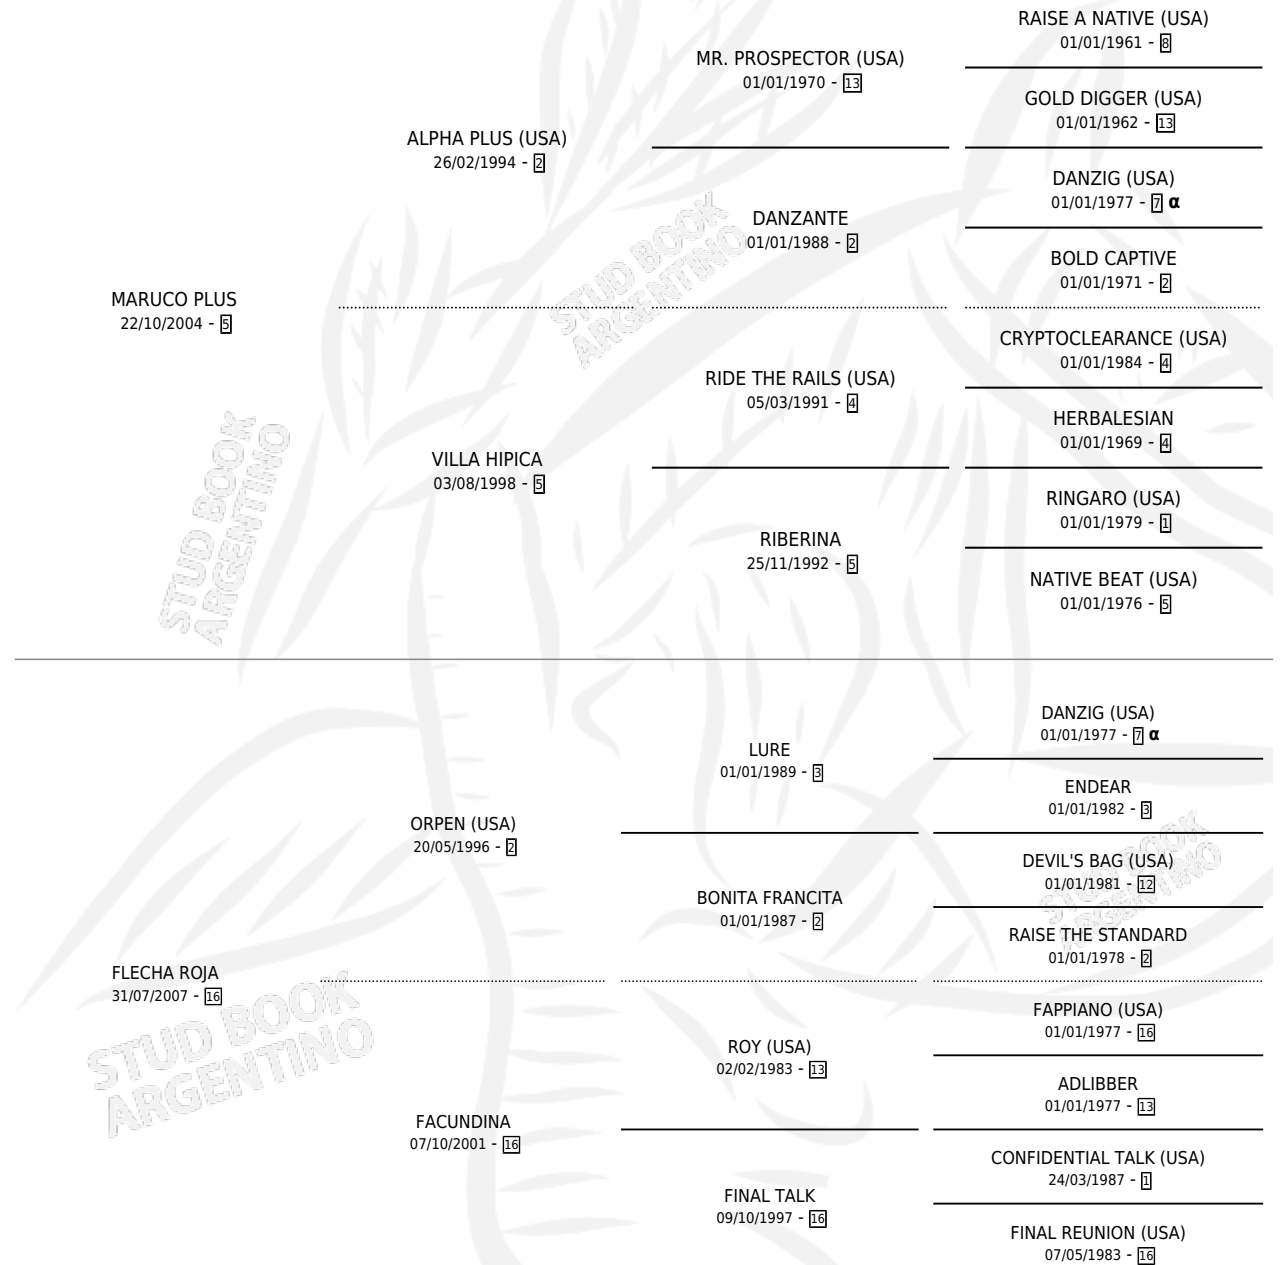 RAISE A NATIVE (USA)
01/01/1961 - 8
MR. PROSPECTOR (USA)
01/01/1970 - 13
GOLD DIGGER (USA)
01/01/1962 - 13
ALPHA PLUS (USA)
26/02/1994 - 2
DANZIG (USA)
01/01/1977 - 7 α
DANZANTE
01/01/1988 - 2
BOLD CAPTIVE
01/01/1971 - 2
STUD BOOK
ARGENTINO
MARUCO PLUS
22/10/2004 - 5
CRYPTOCLEARANCE (USA)
01/01/1984 - 4
RIDE THE RAILS (USA)
05/03/1991 - 4
HERBALESIAN
01/01/1969 - 4
VILLA HIPICA
03/08/1998 - 5
RINGARO (USA)
01/01/1979 - 1
RIBERINA
25/11/1992 - 5
NATIVE BEAT (USA)
01/01/1976 - 5
STUD BOOK
ARGENTINO
DANZIG (USA)
01/01/1977 - 7 α
LURE
01/01/1989 - 3
ENDEAR
01/01/1982 - 3
ORPEN (USA)
20/05/1996 - 2
DEVIL'S BAG (USA)
01/01/1981 - 12
BONITA FRANCITA
01/01/1987 - 2
RAISE THE STANDARD
01/01/1978 - 2
STUD BOOK
ARGENTINO
FLECHA ROJA
31/07/2007 - 16
FAPPIANO (USA)
01/01/1977 - 16
ROY (USA)
02/02/1983 - 13
ADLIBBER
01/01/1977 - 13
STUD BOOK
ARGENTINO
FACUNDINA
07/10/2001 - 16
CONFIDENTIAL TALK (USA)
24/03/1987 - 1
FINAL TALK
09/10/1997 - 16
FINAL REUNION (USA)
07/05/1983 - 16